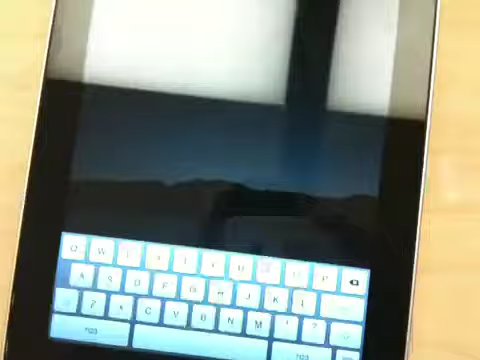 Q W E R T Y U I O P
A S D F G H J K L
Z X C V B N M ! ?
.?123 .?123